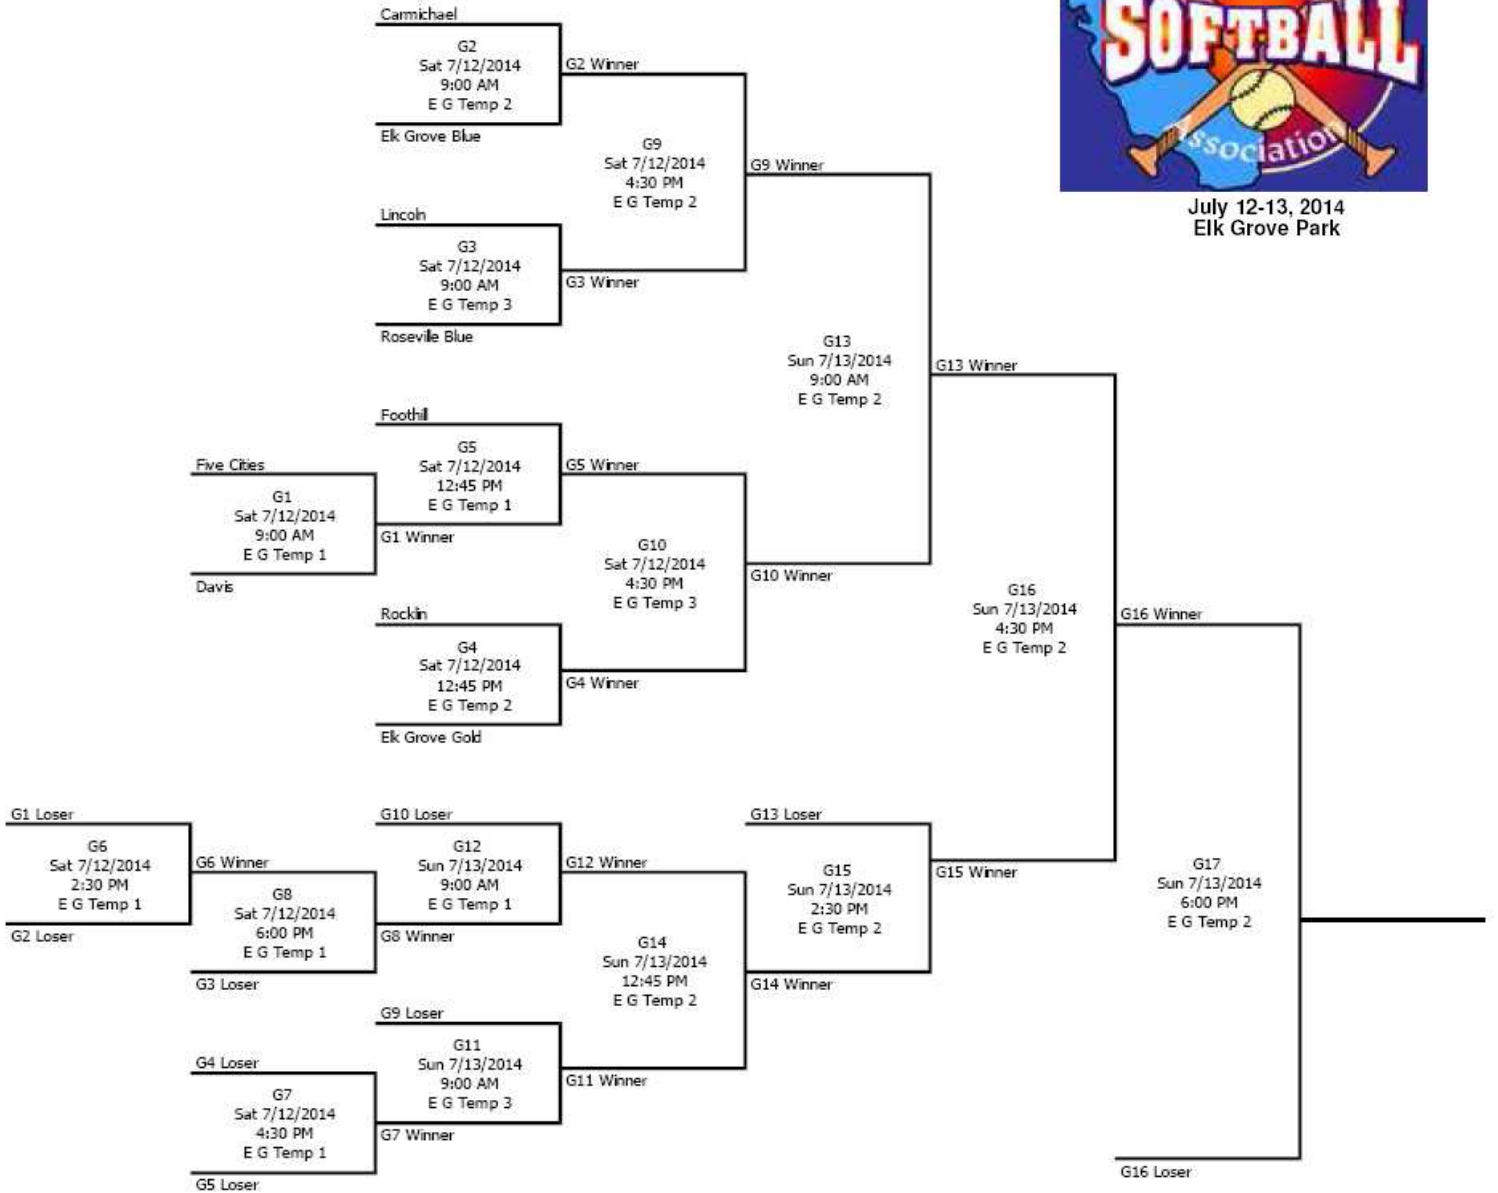 SOFTBALL
Association
July 12-13, 2014
Elk Grove Park
Carmichael
G2
Sat 7/12/2014
9:00 AM
E G Temp 2
Elk Grove Blue
G2 Winner
G9
Sat 7/12/2014
4:30 PM
E G Temp 2
G9 Winner
Lincoln
G3
Sat 7/12/2014
9:00 AM
E G Temp 3
Roseville Blue
G3 Winner
G13
Sun 7/13/2014
9:00 AM
E G Temp 2
G13 Winner
Foothill
G5
Sat 7/12/2014
12:45 PM
E G Temp 1
G5 Winner
Five Cities
G1
Sat 7/12/2014
9:00 AM
E G Temp 1
Davis
G1 Winner
G10
Sat 7/12/2014
4:30 PM
E G Temp 3
G10 Winner
Rocklin
G4
Sat 7/12/2014
12:45 PM
E G Temp 2
Elk Grove Gold
G4 Winner
G16
Sun 7/13/2014
4:30 PM
E G Temp 2
G16 Winner
G1 Loser
G6
Sat 7/12/2014
2:30 PM
E G Temp 1
G2 Loser
G6 Winner
G8
Sat 7/12/2014
6:00 PM
E G Temp 1
G3 Loser
G10 Loser
G12
Sun 7/13/2014
9:00 AM
E G Temp 1
G8 Winner
G12 Winner
G14
Sun 7/13/2014
12:45 PM
E G Temp 2
G14 Winner
G13 Loser
G15
Sun 7/13/2014
2:30 PM
E G Temp 2
G15 Winner
G17
Sun 7/13/2014
6:00 PM
E G Temp 2
G9 Loser
G11
Sun 7/13/2014
9:00 AM
E G Temp 3
G11 Winner
G4 Loser
G7
Sat 7/12/2014
4:30 PM
E G Temp 1
G7 Winner
G5 Loser
G16 Loser